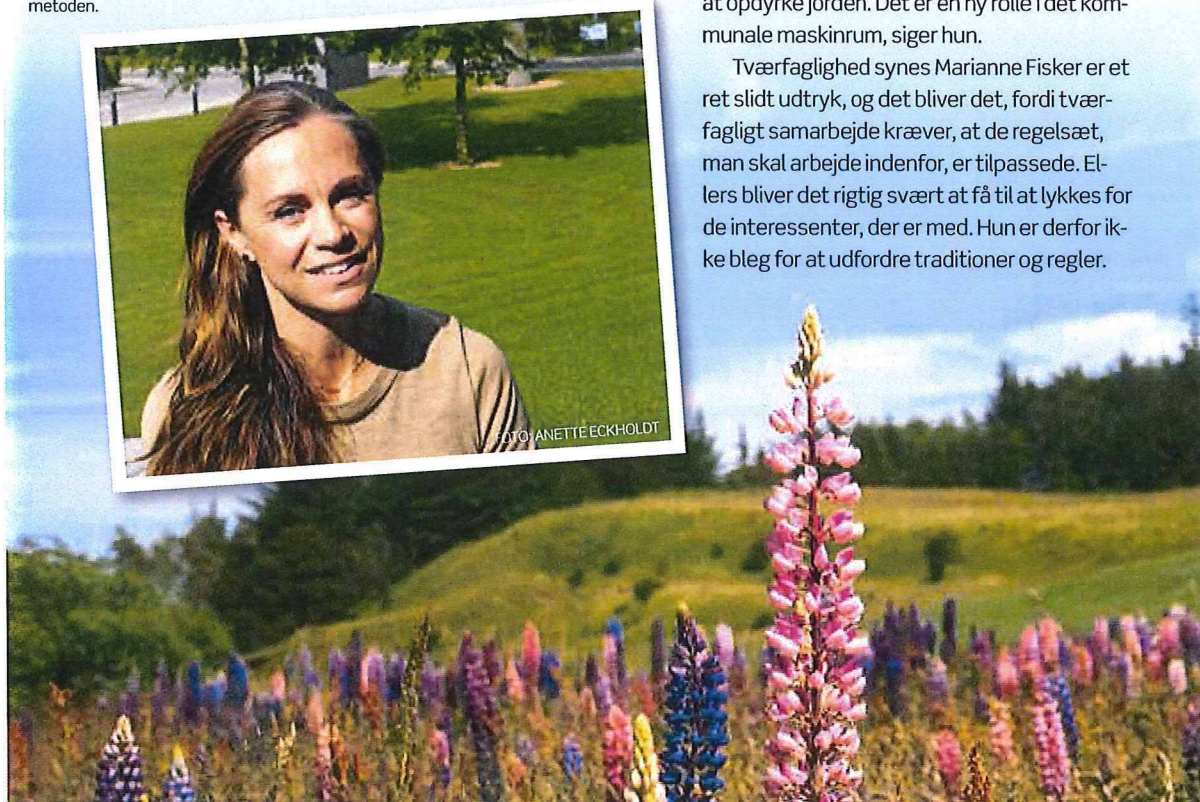 metoden.
FOTO: ANETTE ECKHOLDT
at opdyrke jorden. Det er en ny rolle i det kom-
munale maskinrum, siger hun.
Tværfaglighed synes Marianne Fisker er et
ret slidt udtryk, og det bliver det, fordi tvær-
fagligt samarbejde kræver, at de regelsæt,
man skal arbejde indenfor, er tilpassede. El-
lers bliver det rigtig svært at få til at lykkes for
de interessenter, der er med. Hun er derfor ik-
ke bleg for at udfordre traditioner og regler.